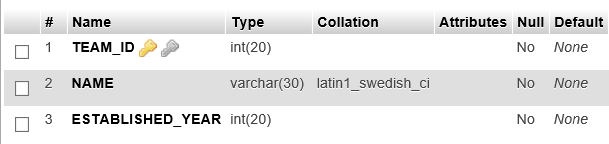 # Name Type Collation Attributes Null Default
1 TEAM_ID int(20) No None
2 NAME varchar(30) latin1_swedish_ci No None
3 ESTABLISHED_YEAR int(20) No None